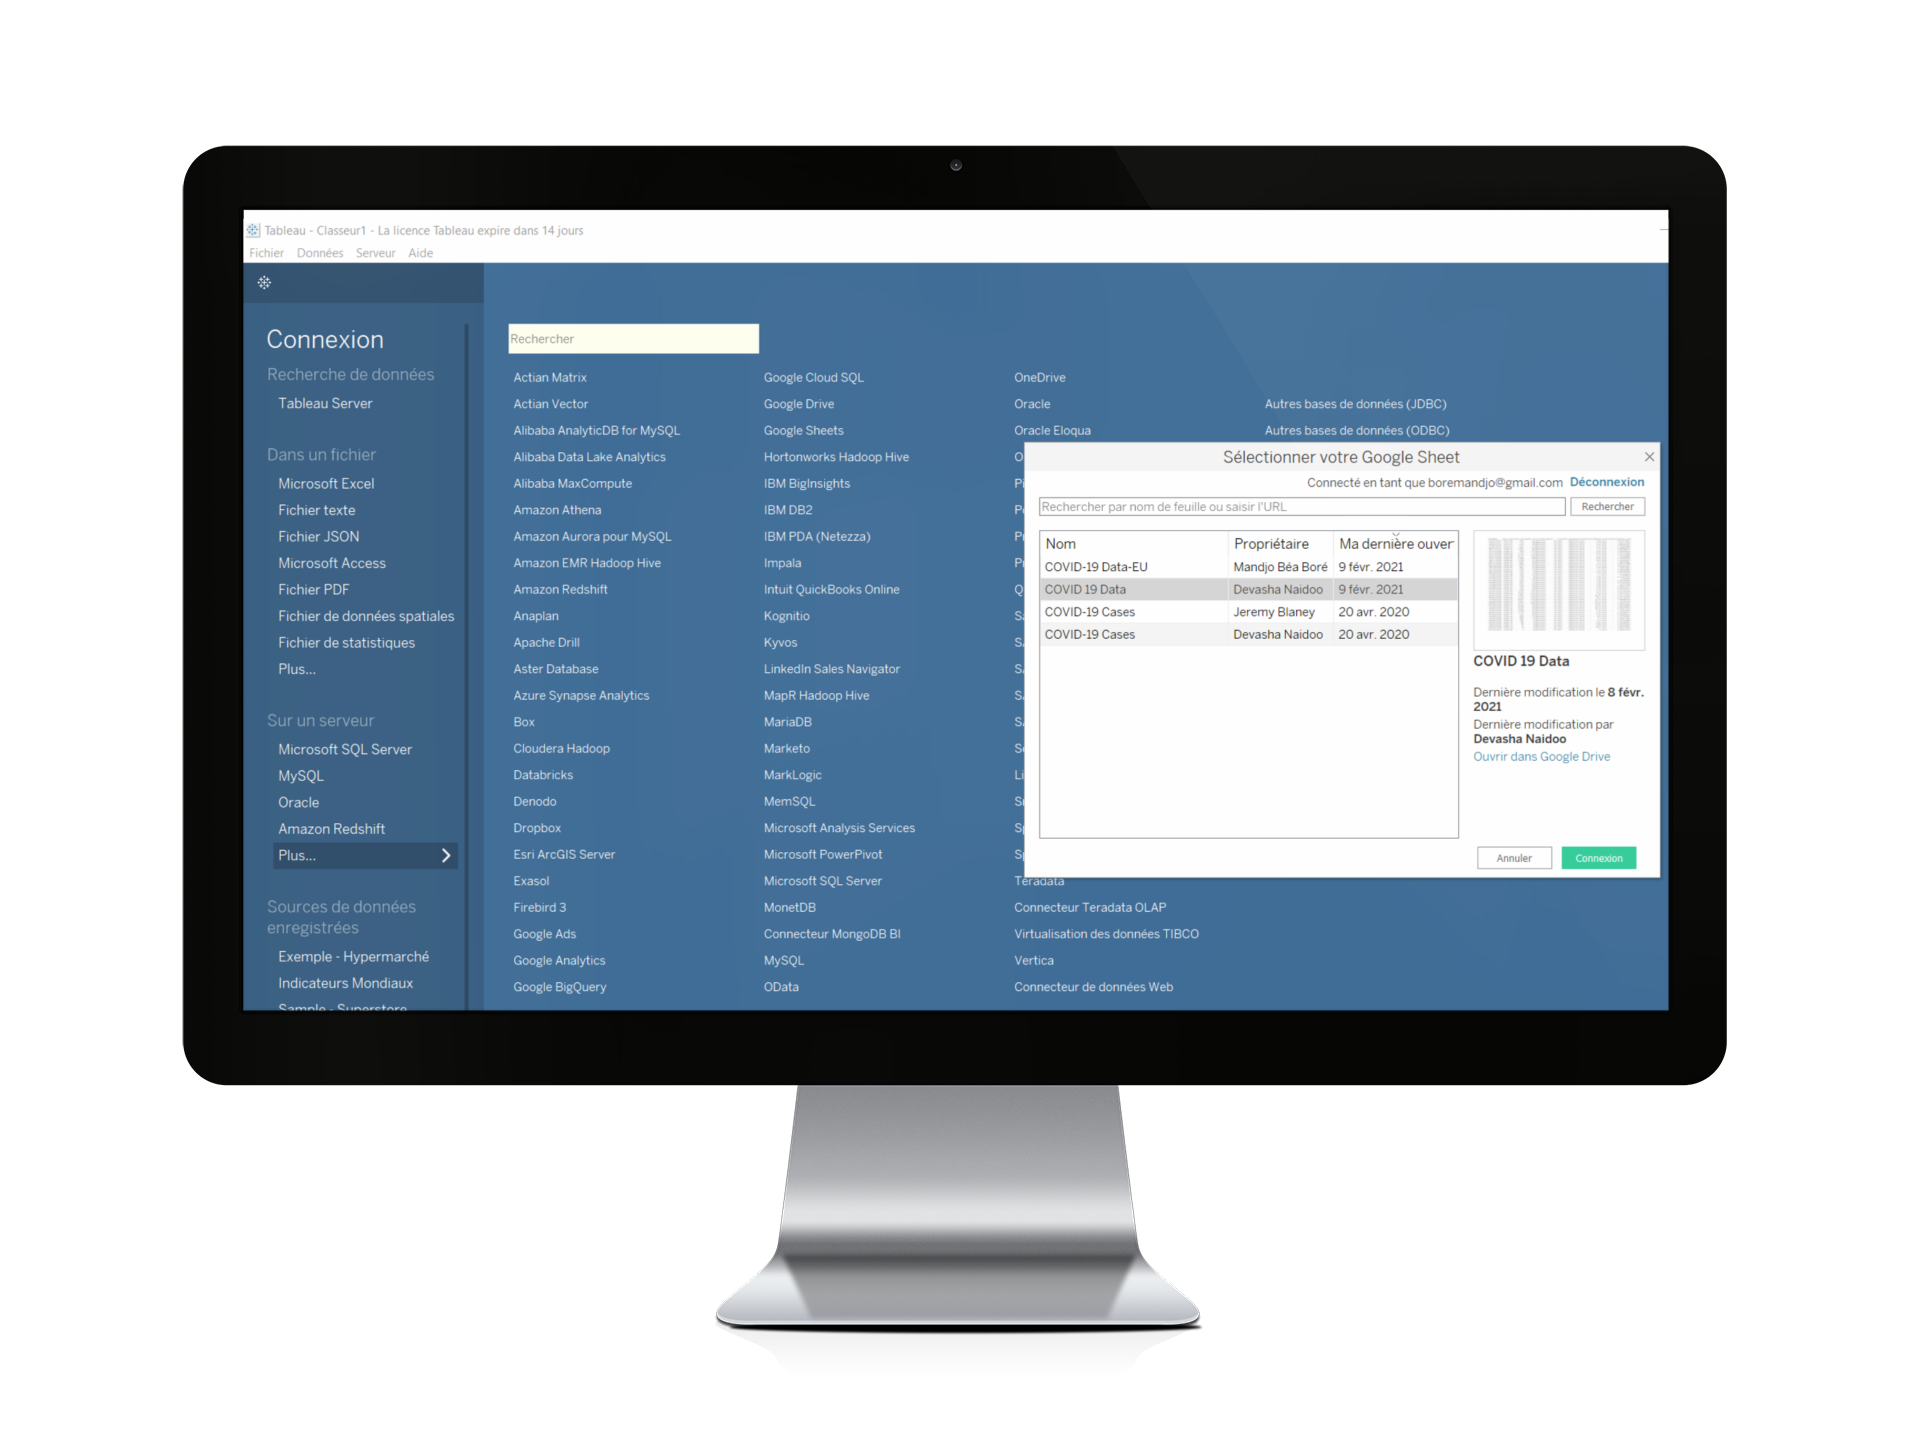 Tableau - Classeur1 - La licence Tableau expire dans 14 jours
Fichier Données Serveur Aide
Connexion
Recherche de données
Tableau Server
Dans un fichier
Microsoft Excel
Fichier texte
Fichier JSON
Microsoft Access
Fichier PDF
Fichier de données spatiales
Fichier de statistiques
Plus...
Sur un serveur
Microsoft SQL Server
MySQL
Oracle
Amazon Redshift
Plus...
Sources de données
enregistrées
Exemple - Hypermarché
Indicateurs Mondiaux
Sample - Superstore
Rechercher
Actian Matrix
Actian Vector
Alibaba AnalyticDB for MySQL
Alibaba Data Lake Analytics
Alibaba MaxCompute
Amazon Athena
Amazon Aurora pour MySQL
Amazon EMR Hadoop Hive
Amazon Redshift
Anaplan
Apache Drill
Aster Database
Azure Synapse Analytics
Box
Cloudera Hadoop
Databricks
Denodo
Dropbox
Esri ArcGIS Server
Exasol
Firebird 3
Google Ads
Google Analytics
Google BigQuery
Google Cloud SQL
Google Drive
Google Sheets
Hortonworks Hadoop Hive
IBM BigInsights
IBM DB2
IBM PDA (Netezza)
Impala
Intuit QuickBooks Online
Kognitio
Kyvos
LinkedIn Sales Navigator
MapR Hadoop Hive
MariaDB
Marketo
MarkLogic
MemSQL
Microsoft Analysis Services
Microsoft PowerPivot
Microsoft SQL Server
MonetDB
Connecteur MongoDB BI
MySQL
OData
OneDrive
Oracle
Oracle Eloqua
Teradata
Connecteur Teradata OLAP
Virtualisation des données TIBCO
Vertica
Connecteur de données Web
Autres bases de données (JDBC)
Autres bases de données (ODBC)
Sélectionner votre Google Sheet
Connecté en tant que boremandjo@gmail.com Déconnexion
Rechercher par nom de feuille ou saisir l'URL Rechercher
Nom Propriétaire Ma dernière ouver
COVID-19 Data-EU Mandjo Béa Boré 9 févr. 2021
COVID 19 Data Devasha Naidoo 9 févr. 2021
COVID-19 Cases Jeremy Blaney 20 avr. 2020
COVID-19 Cases Devasha Naidoo 20 avr. 2020
COVID 19 Data
Dernière modification le 8 févr.
2021
Dernière modification par
Devasha Naidoo
Ouvrir dans Google Drive
Annuler Connexion